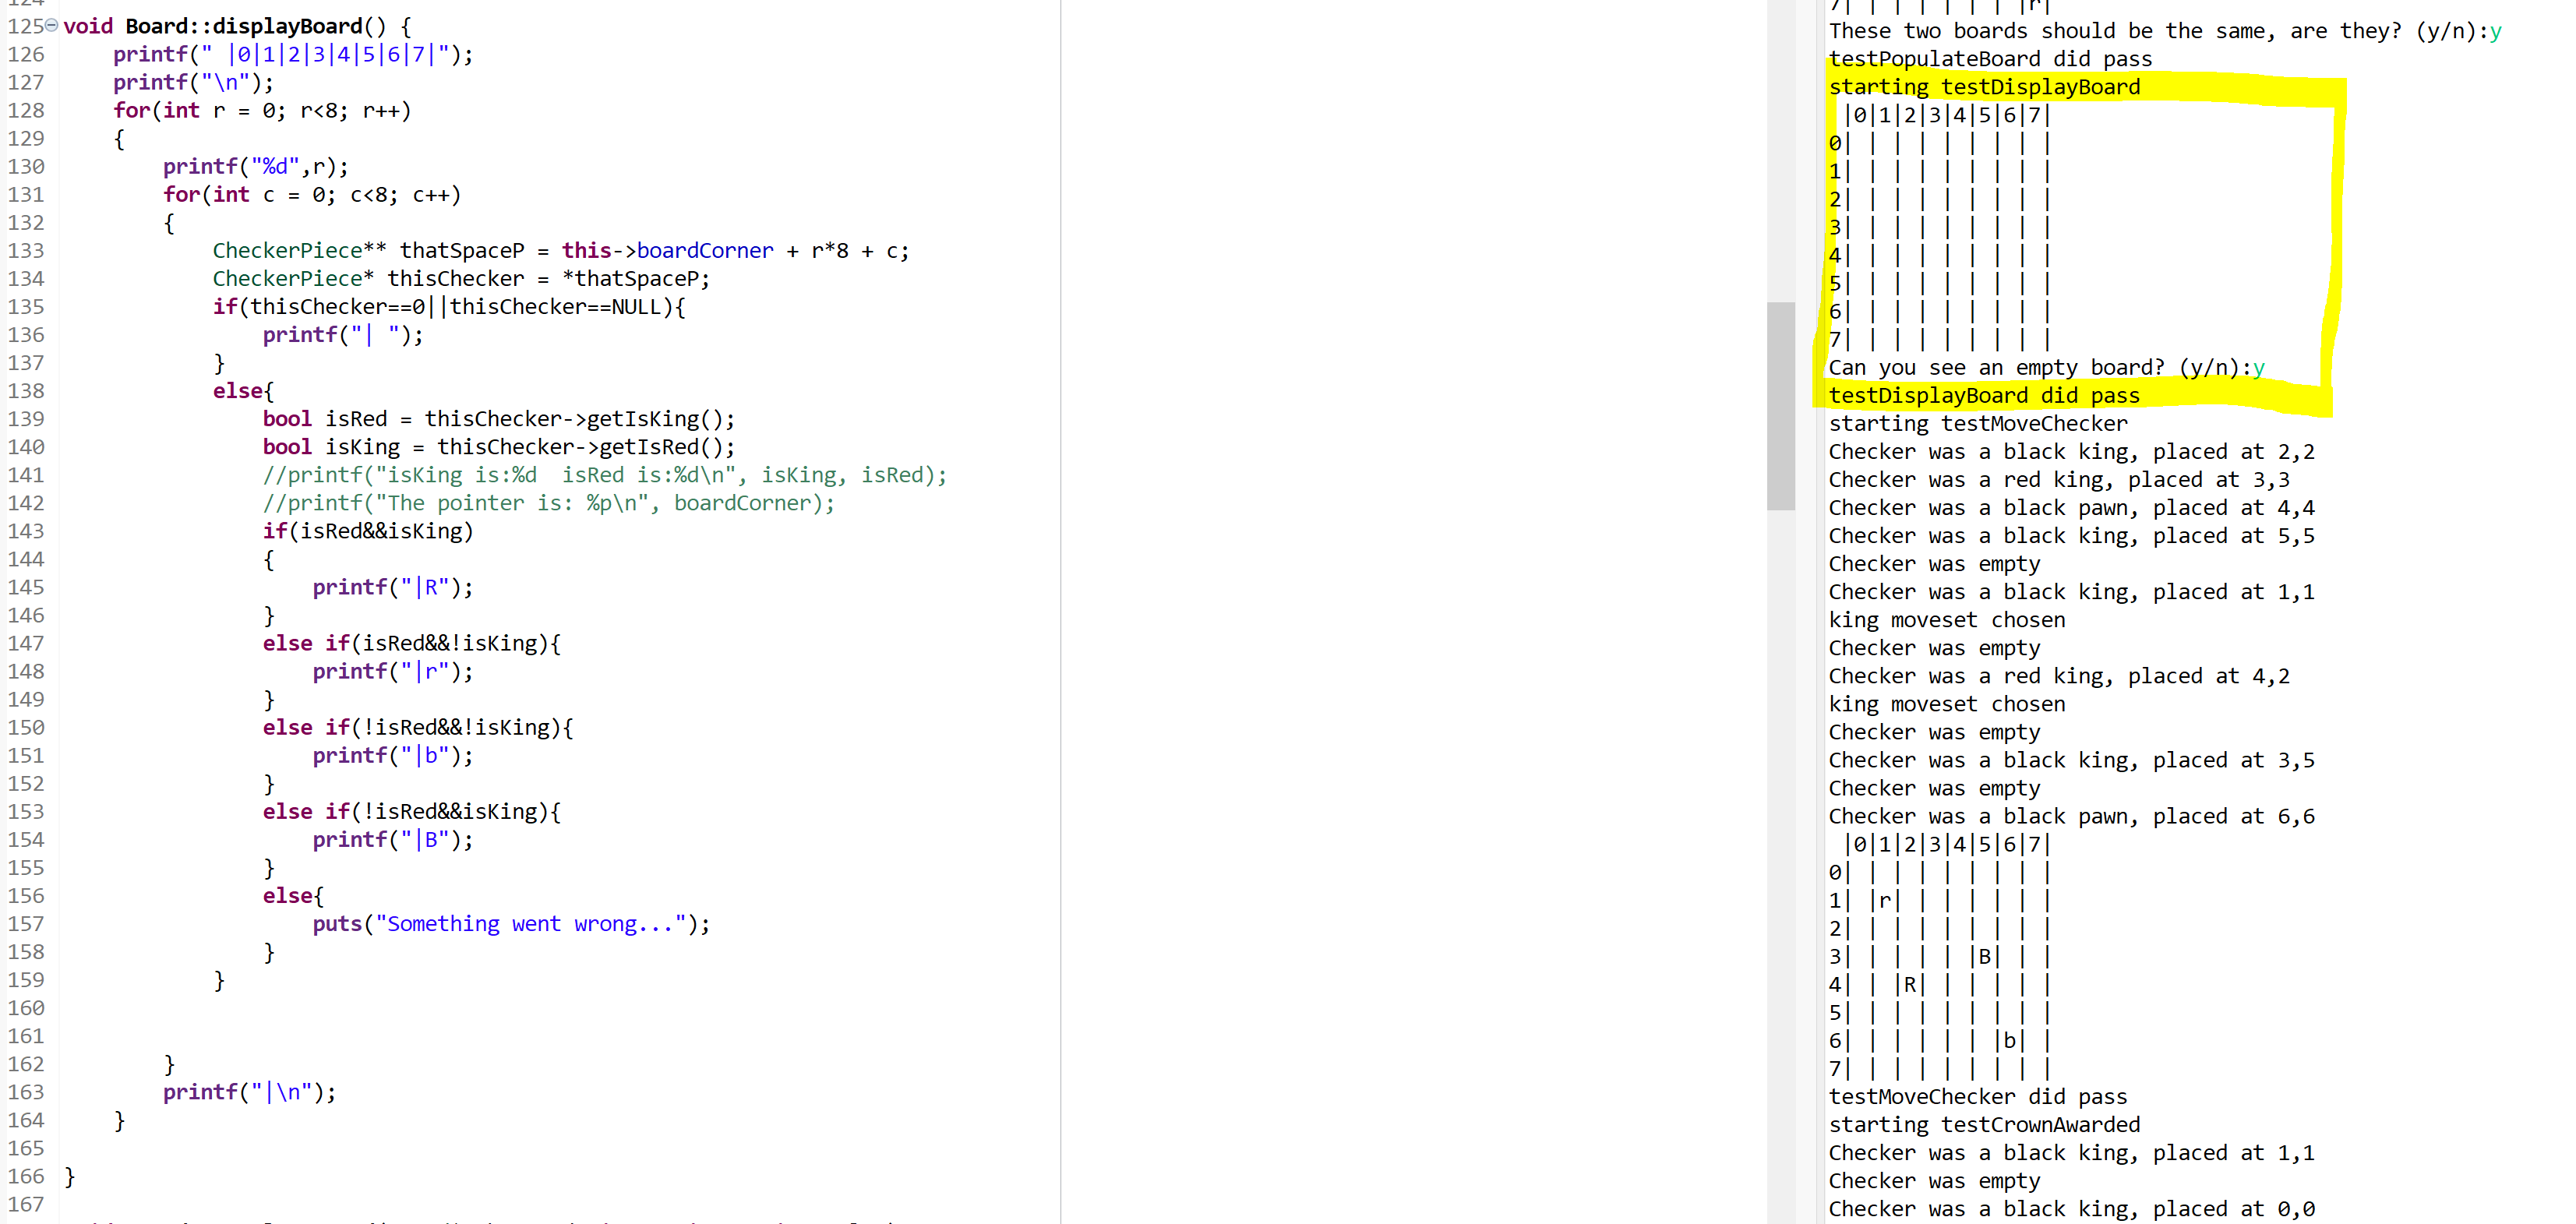 124
125 void Board::displayBoard() {
126     printf(" |0|1|2|3|4|5|6|7|");
127     printf("\n");
128     for(int r = 0; r<8; r++)
129     {
130         printf("%d",r);
131         for(int c = 0; c<8; c++)
132         {
133             CheckerPiece** thatSpaceP = this->boardCorner + r*8 + c;
134             CheckerPiece* thisChecker = *thatSpaceP;
135             if(thisChecker==0||thisChecker==NULL){
136                 printf("| ");
137             }
138             else{
139                 bool isRed = thisChecker->getIsKing();
140                 bool isKing = thisChecker->getIsRed();
141                 //printf("isKing is:%d  isRed is:%d\n", isKing, isRed);
142                 //printf("The pointer is: %p\n", boardCorner);
143                 if(isRed&&isKing)
144                 {
145                     printf("|R");
146                 }
147                 else if(isRed&&!isKing){
148                     printf("|r");
149                 }
150                 else if(!isRed&&!isKing){
151                     printf("|b");
152                 }
153                 else if(!isRed&&isKing){
154                     printf("|B");
155                 }
156                 else{
157                     puts("Something went wrong...");
158                 }
159             }
160
161
162         }
163         printf("|\n");
164     }
165
166 }
167
7| | | | | | | |r|
These two boards should be the same, are they? (y/n):y
testPopulateBoard did pass
starting testDisplayBoard
 |0|1|2|3|4|5|6|7|
0| | | | | | | | |
1| | | | | | | | |
2| | | | | | | | |
3| | | | | | | | |
4| | | | | | | | |
5| | | | | | | | |
6| | | | | | | | |
7| | | | | | | | |
Can you see an empty board? (y/n):y
testDisplayBoard did pass
starting testMoveChecker
Checker was a black king, placed at 2,2
Checker was a red king, placed at 3,3
Checker was a black pawn, placed at 4,4
Checker was a black king, placed at 5,5
Checker was empty
Checker was a black king, placed at 1,1
king moveset chosen
Checker was empty
Checker was a red king, placed at 4,2
king moveset chosen
Checker was empty
Checker was a black king, placed at 3,5
Checker was empty
Checker was a black pawn, placed at 6,6
 |0|1|2|3|4|5|6|7|
0| | | | | | | | |
1| |r| | | | | | |
2| | | | | | | | |
3| | | | | |B| | |
4| | |R| | | | | |
5| | | | | | | | |
6| | | | | | |b| |
7| | | | | | | | |
testMoveChecker did pass
starting testCrownAwarded
Checker was a black king, placed at 1,1
Checker was empty
Checker was a black king, placed at 0,0